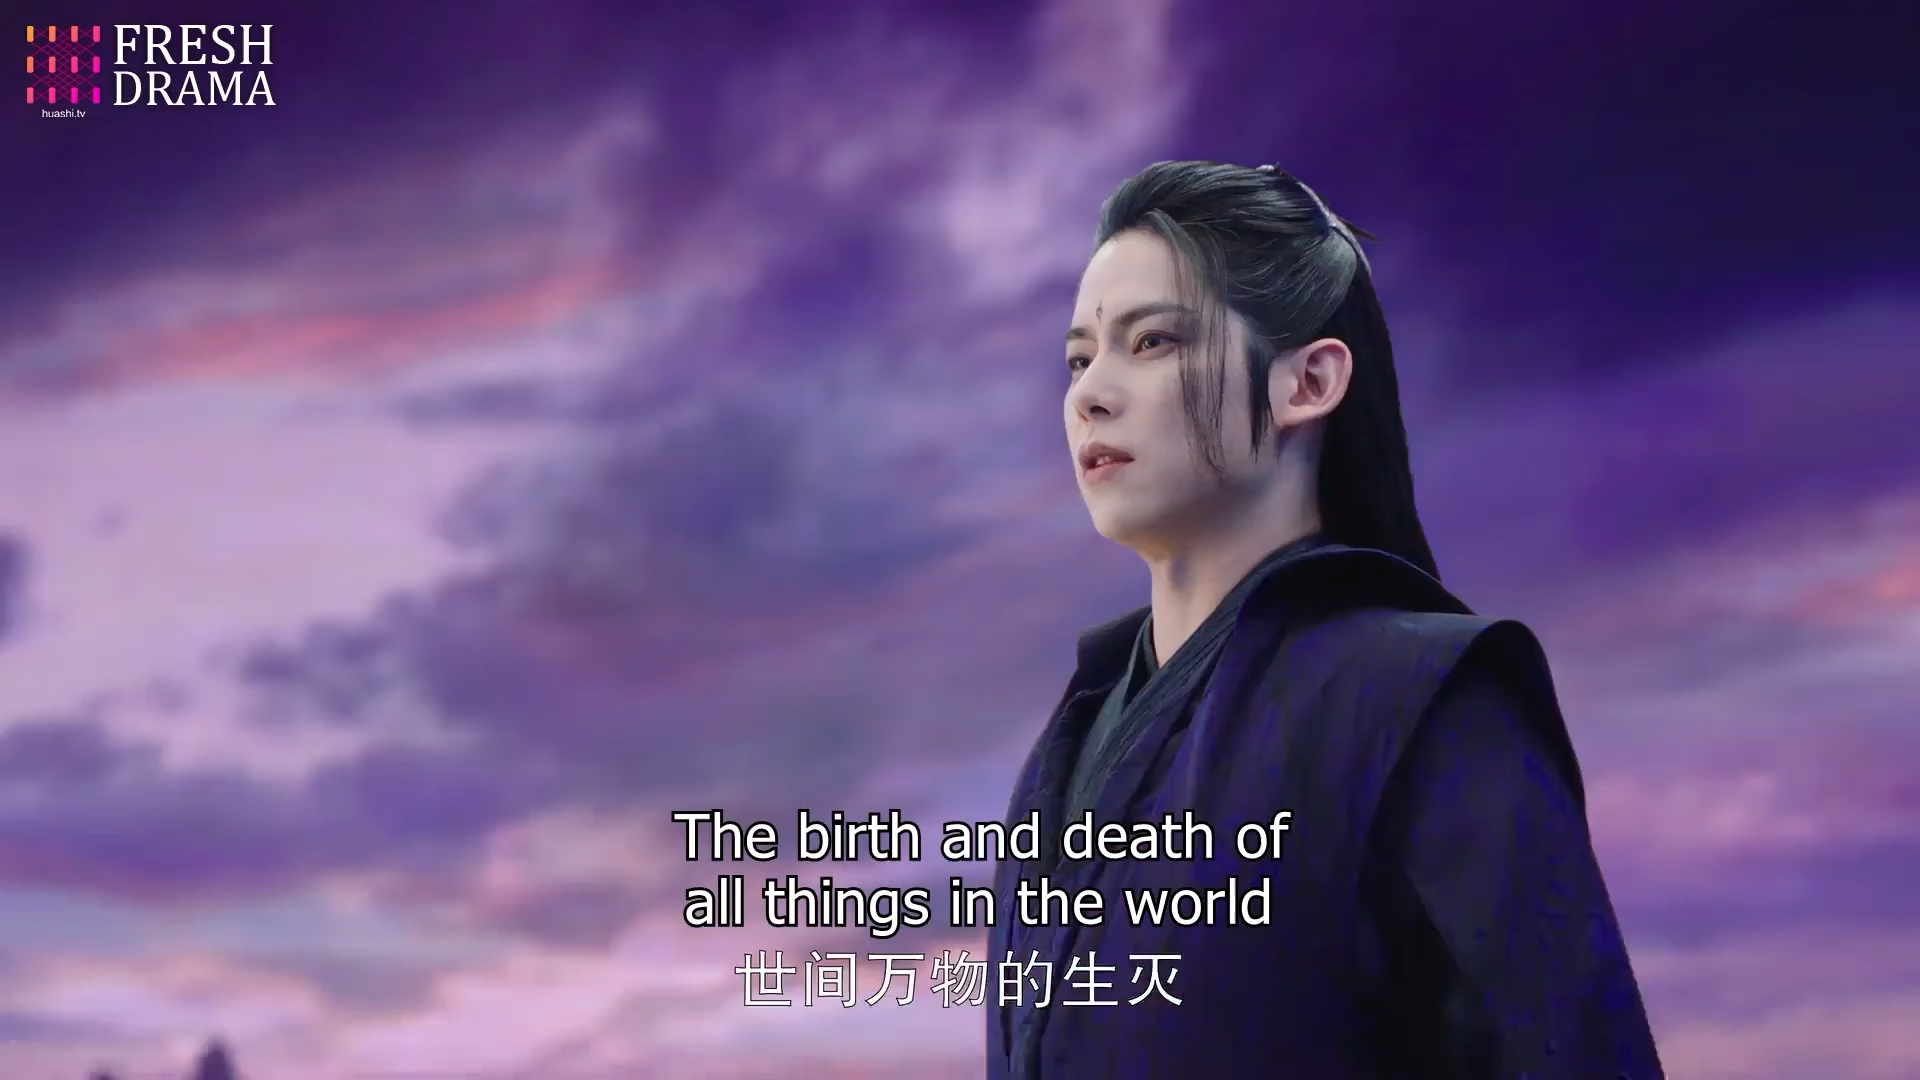 FRESH
DRAMA
huashi.tv
The birth and death of
all things in the world
世间万物的生灭